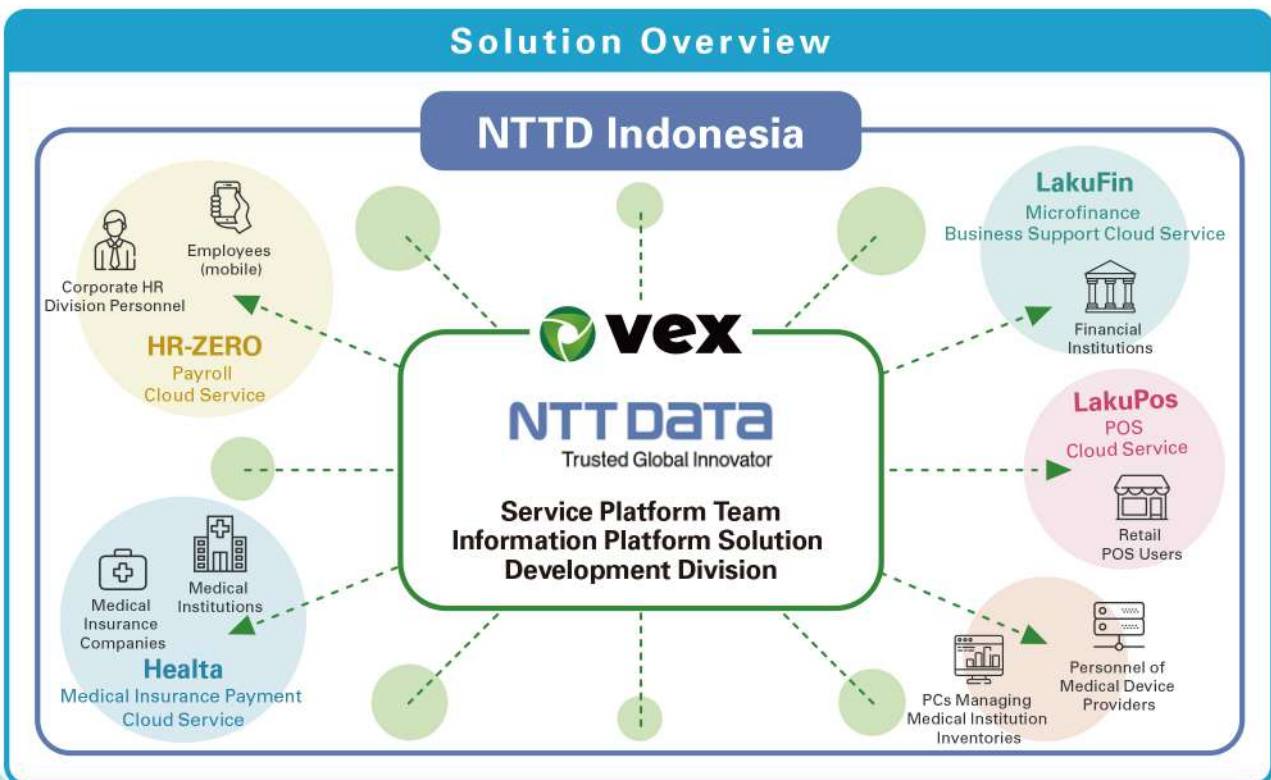 Solution Overview
NTTD Indonesia
Employees
(mobile)
Corporate HR
Division Personnel
HR-ZERO
Payroll
Cloud Service
LakuFin
Microfinance
Business Support Cloud Service
Financial
Institutions
vex
NTT DATA
Trusted Global Innovator
Service Platform Team
Information Platform Solution
Development Division
LakuPos
POS
Cloud Service
Retail
POS Users
Medical
Institutions
Medical
Insurance
Companies
Healta
Medical Insurance Payment
Cloud Service
Personnel of
Medical Device
Providers
PCs Managing
Medical Institution
Inventories